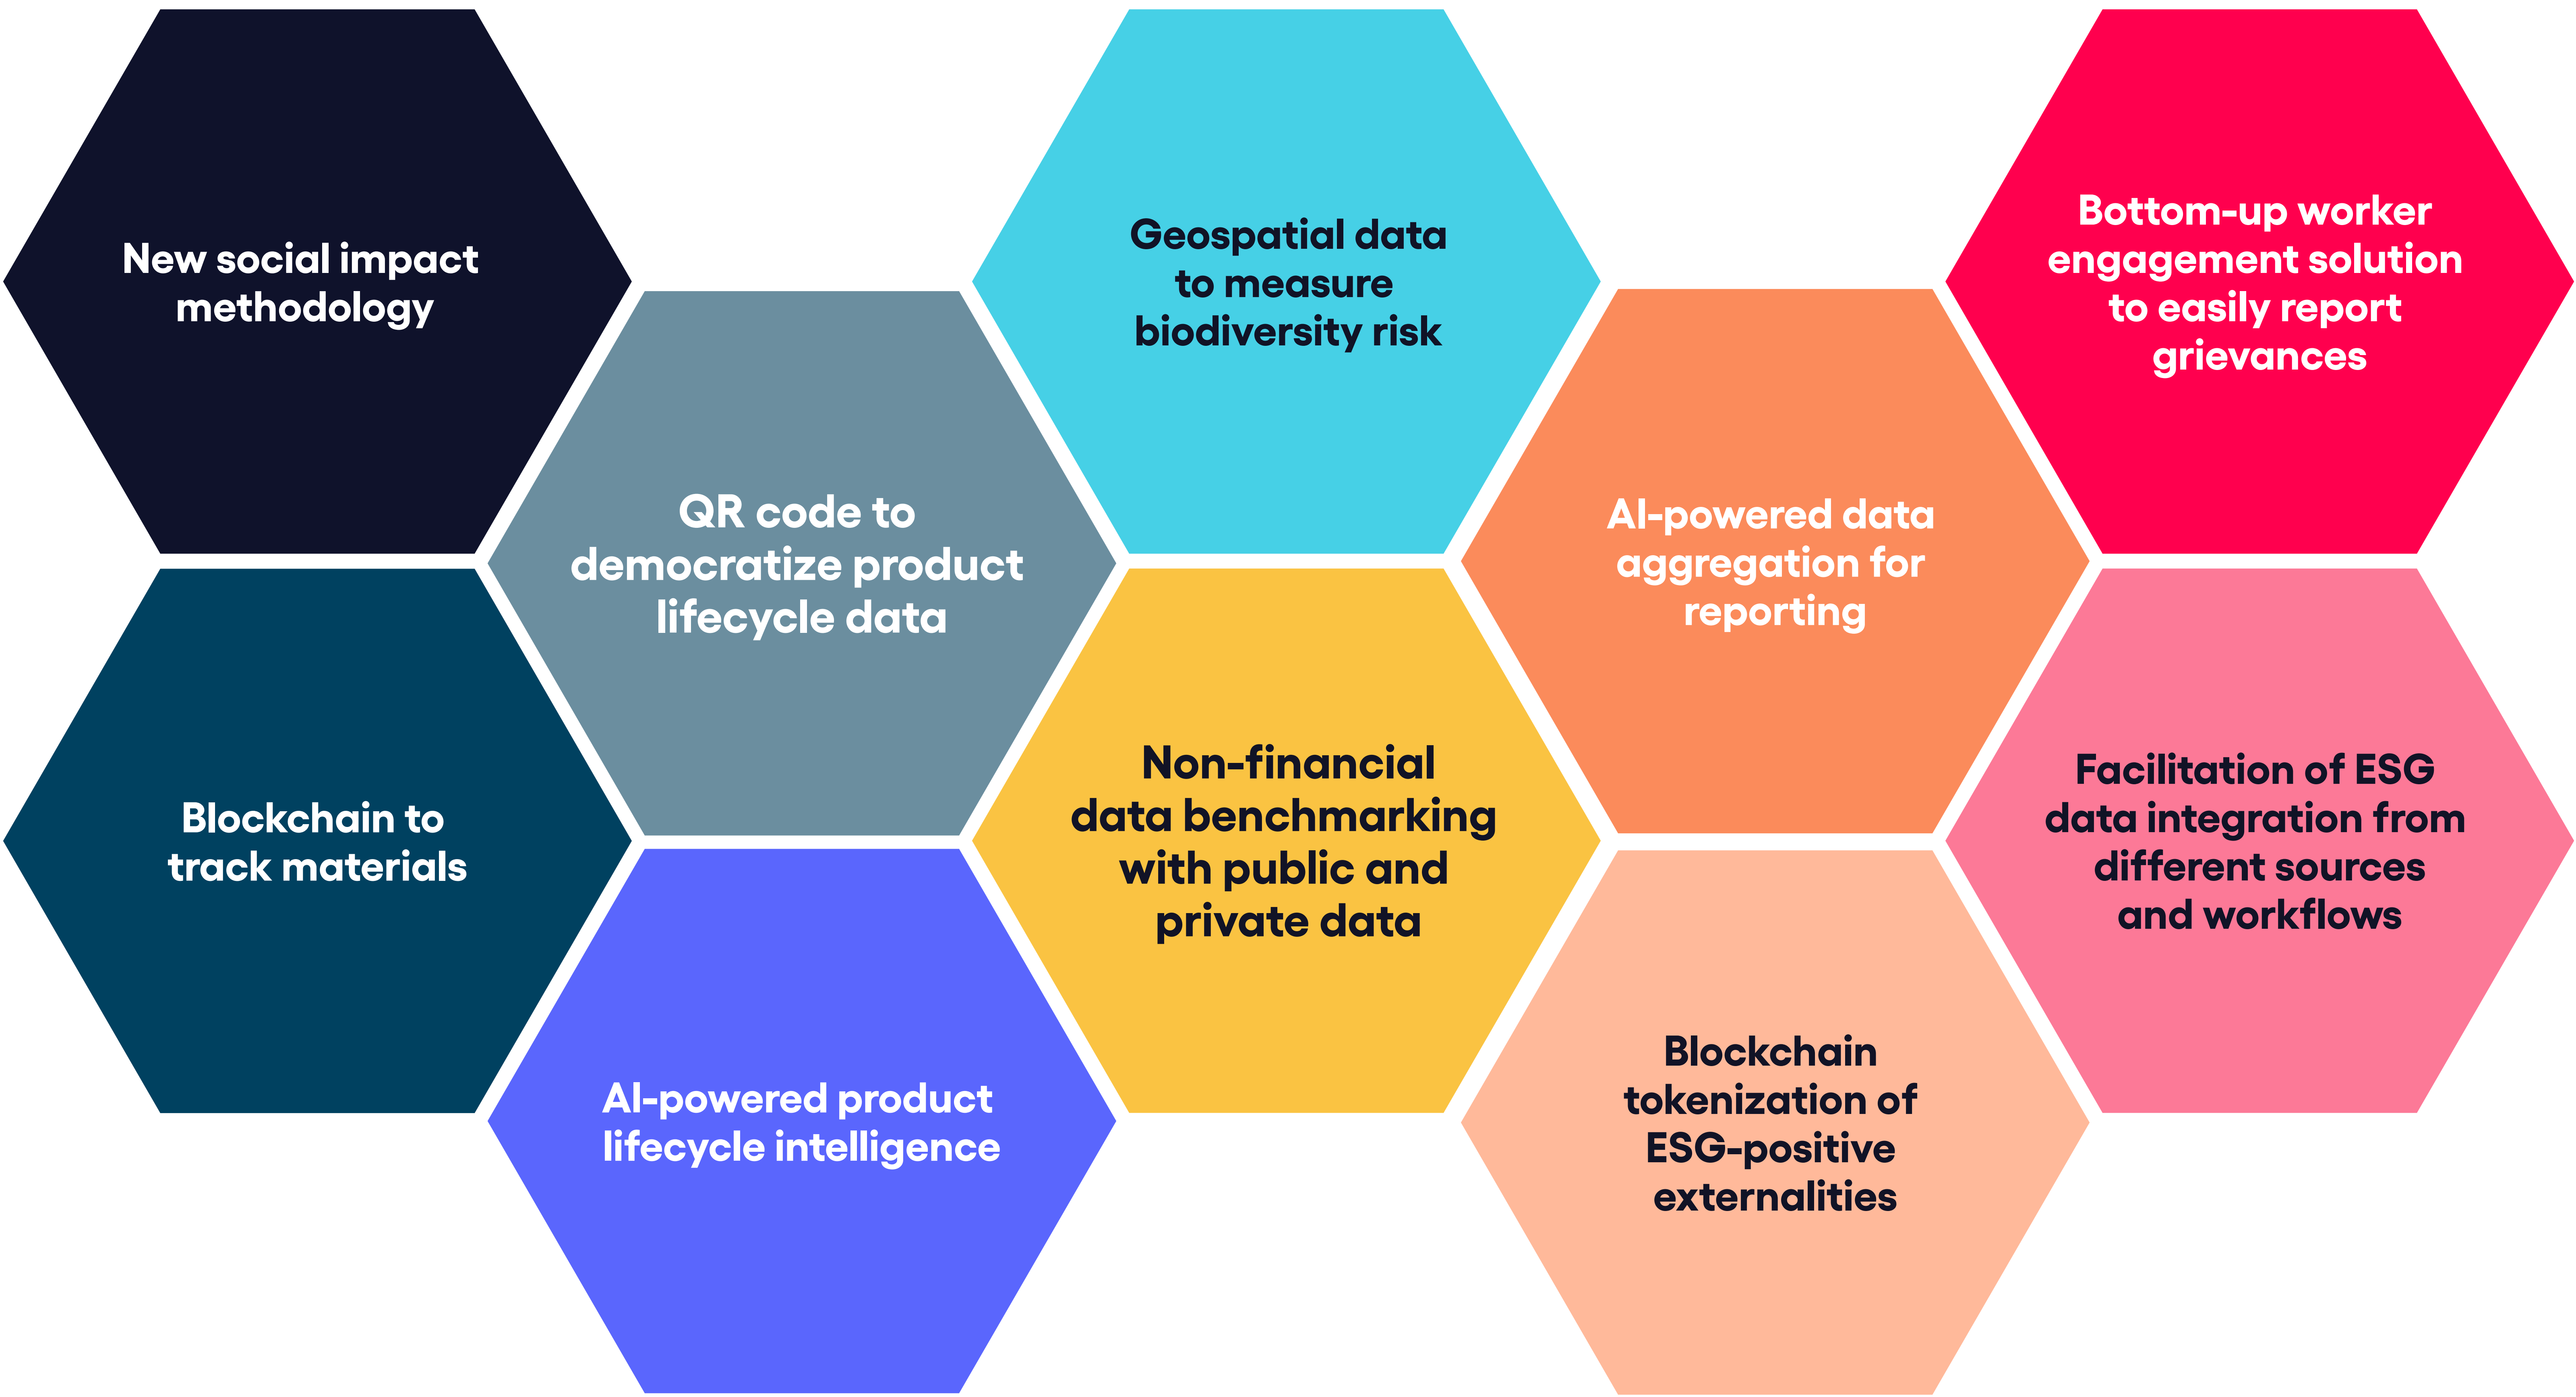 New social impact
methodology
Geospatial data
to measure
biodiversity risk
Bottom-up worker
engagement solution
to easily report
grievances
QR code to
democratize product
lifecycle data
AI-powered data
aggregation for
reporting
Blockchain to
track materials
Non-financial
data benchmarking
with public and
private data
Facilitation of ESG
data integration from
different sources
and workflows
AI-powered product
lifecycle intelligence
Blockchain
tokenization of
ESG-positive
externalities